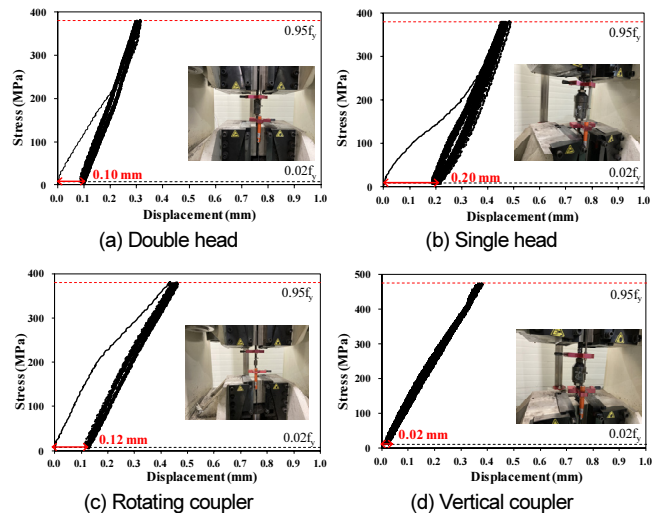 400
300
200
100
0
Stress (MPa)
0.95fy
0.02fy
0.10 mm
0.0 0.1 0.2 0.3 0.4 0.5 0.6 0.7 0.8 0.9 1.0
Displacement (mm)
(a) Double head
400
300
200
100
0
Stress (MPa)
0.95fy
0.02fy
0.20 mm
0.0 0.1 0.2 0.3 0.4 0.5 0.6 0.7 0.8 0.9 1.0
Displacement (mm)
(b) Single head
400
300
200
100
0
Stress (MPa)
0.95fy
0.02fy
0.12 mm
0.0 0.1 0.2 0.3 0.4 0.5 0.6 0.7 0.8 0.9 1.0
Displacement (mm)
(c) Rotating coupler
500
400
300
200
100
0
Stress (MPa)
0.95fy
0.02fy
0.02 mm
0.0 0.1 0.2 0.3 0.4 0.5 0.6 0.7 0.8 0.9 1.0
Displacement (mm)
(d) Vertical coupler